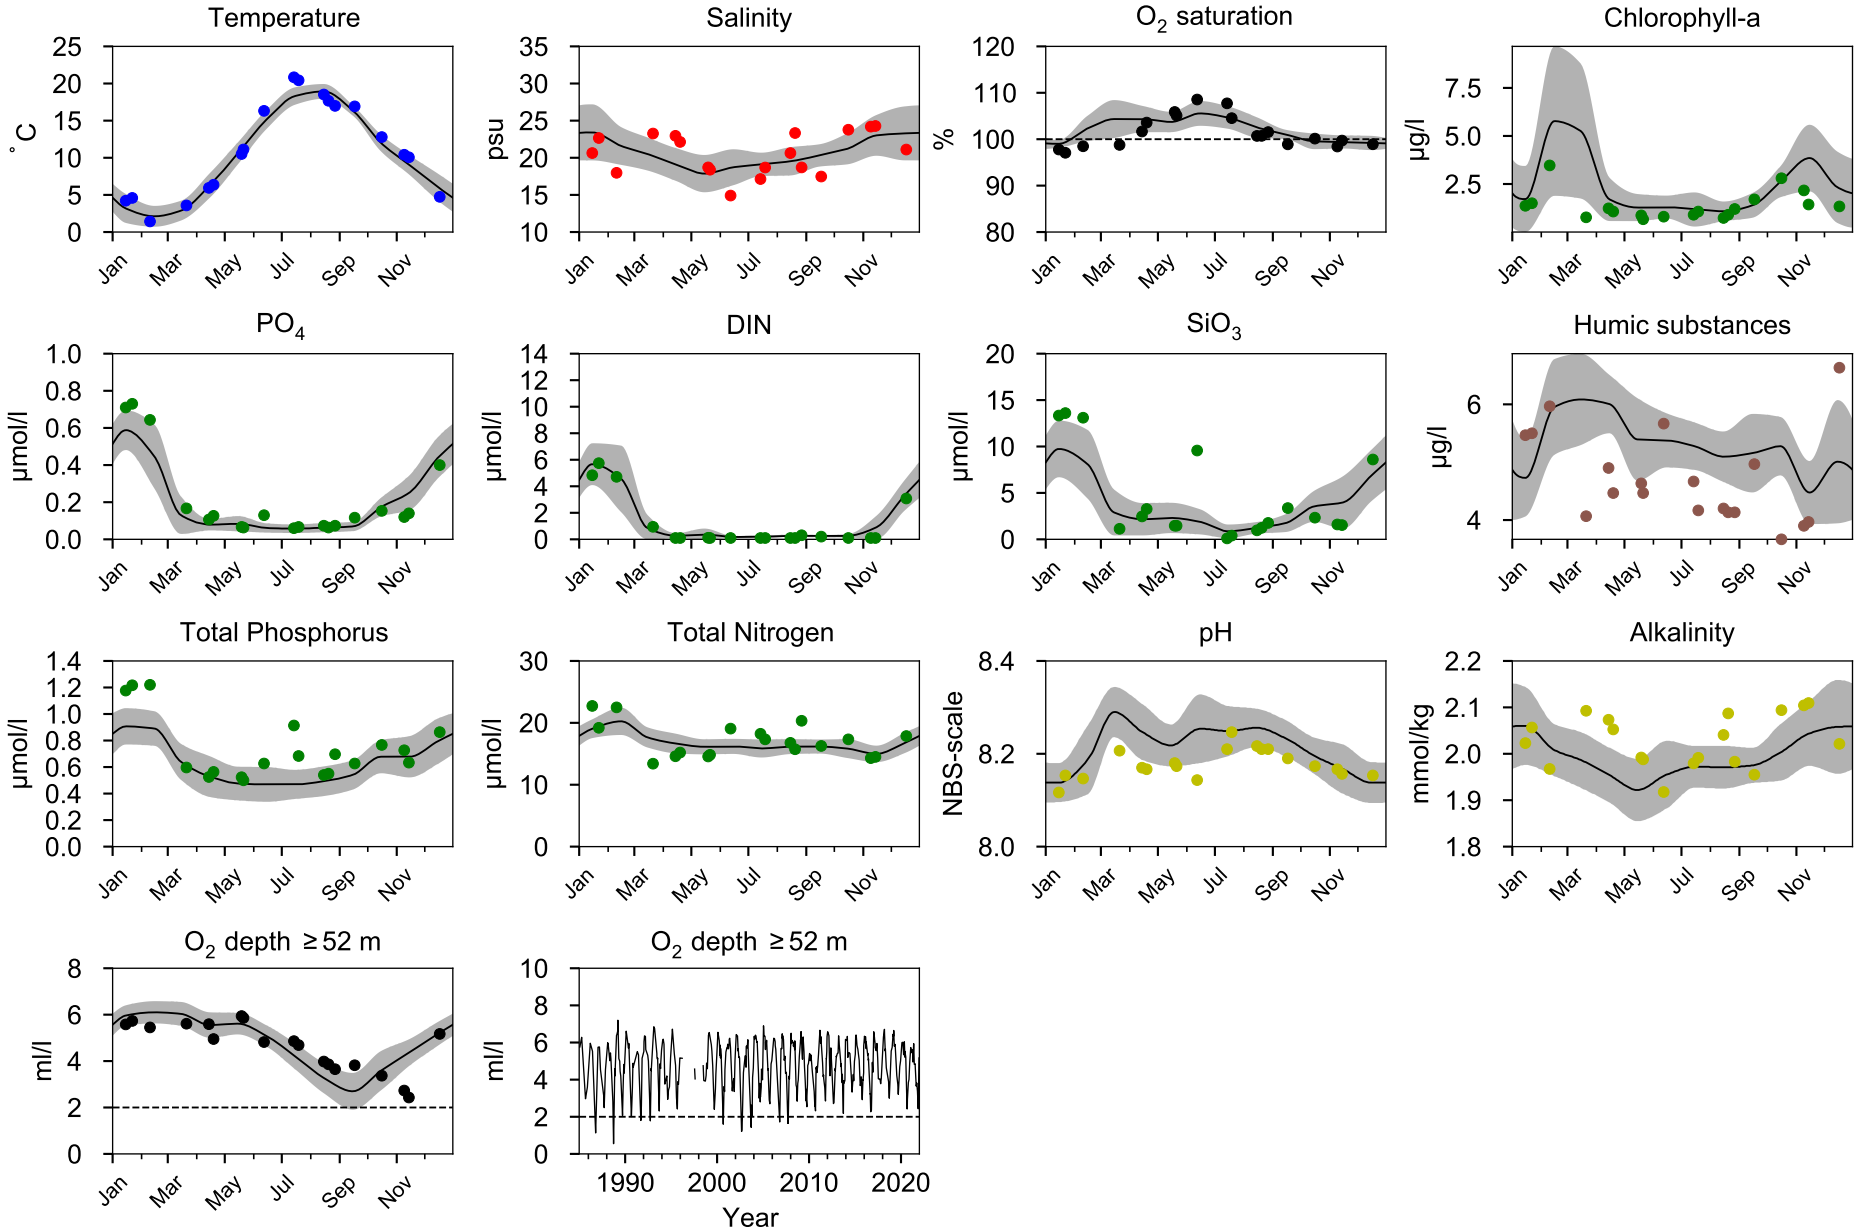 Temperature
Salinity
O2 saturation
Chlorophyll-a
°C
25
20
15
10
5
0
Jan Mar May Jul Sep Nov
psu
35
30
25
20
15
10
Jan Mar May Jul Sep Nov
%
120
110
100
90
80
Jan Mar May Jul Sep Nov
µg/l
7.5
5.0
2.5
Jan Mar May Jul Sep Nov
PO4
DIN
SiO3
Humic substances
µmol/l
1.0
0.8
0.6
0.4
0.2
0.0
Jan Mar May Jul Sep Nov
µmol/l
14
12
10
8
6
4
2
0
Jan Mar May Jul Sep Nov
µmol/l
20
15
10
5
0
Jan Mar May Jul Sep Nov
µg/l
6
4
Jan Mar May Jul Sep Nov
Total Phosphorus
Total Nitrogen
pH
Alkalinity
µmol/l
1.4
1.2
1.0
0.8
0.6
0.4
0.2
0.0
Jan Mar May Jul Sep Nov
µmol/l
30
20
10
0
Jan Mar May Jul Sep Nov
NBS-scale
8.4
8.2
8.0
Jan Mar May Jul Sep Nov
mmol/kg
2.2
2.1
2.0
1.9
1.8
Jan Mar May Jul Sep Nov
O2 depth ≥ 52 m
O2 depth ≥ 52 m
ml/l
8
6
4
2
0
Jan Mar May Jul Sep Nov
ml/l
10
8
6
4
2
0
1990 2000 2010 2020
Year